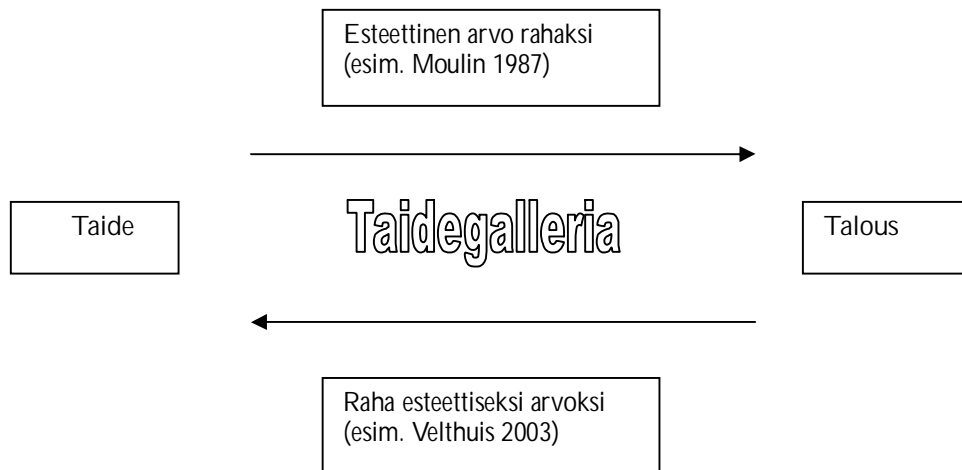 Esteettinen arvo rahaksi
(esim. Moulin 1987)
Taide
Taidegalleria
Talous
Raha esteettiseksi arvoksi
(esim. Velthuis 2003)